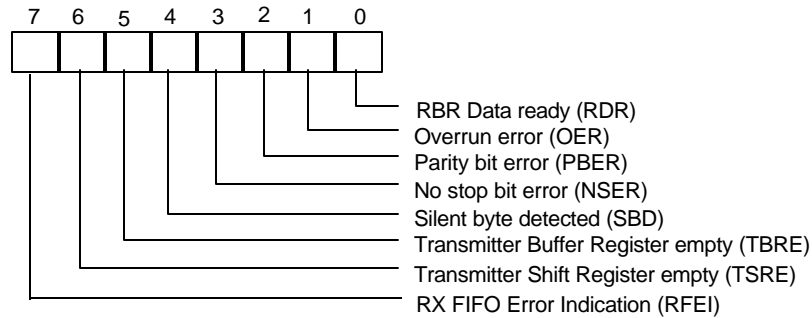 7 6 5 4 3 2 1 0
RBR Data ready (RDR)
Overrun error (OER)
Parity bit error (PBER)
No stop bit error (NSER)
Silent byte detected (SBD)
Transmitter Buffer Register empty (TBRE)
Transmitter Shift Register empty (TSRE)
RX FIFO Error Indication (RFEI)